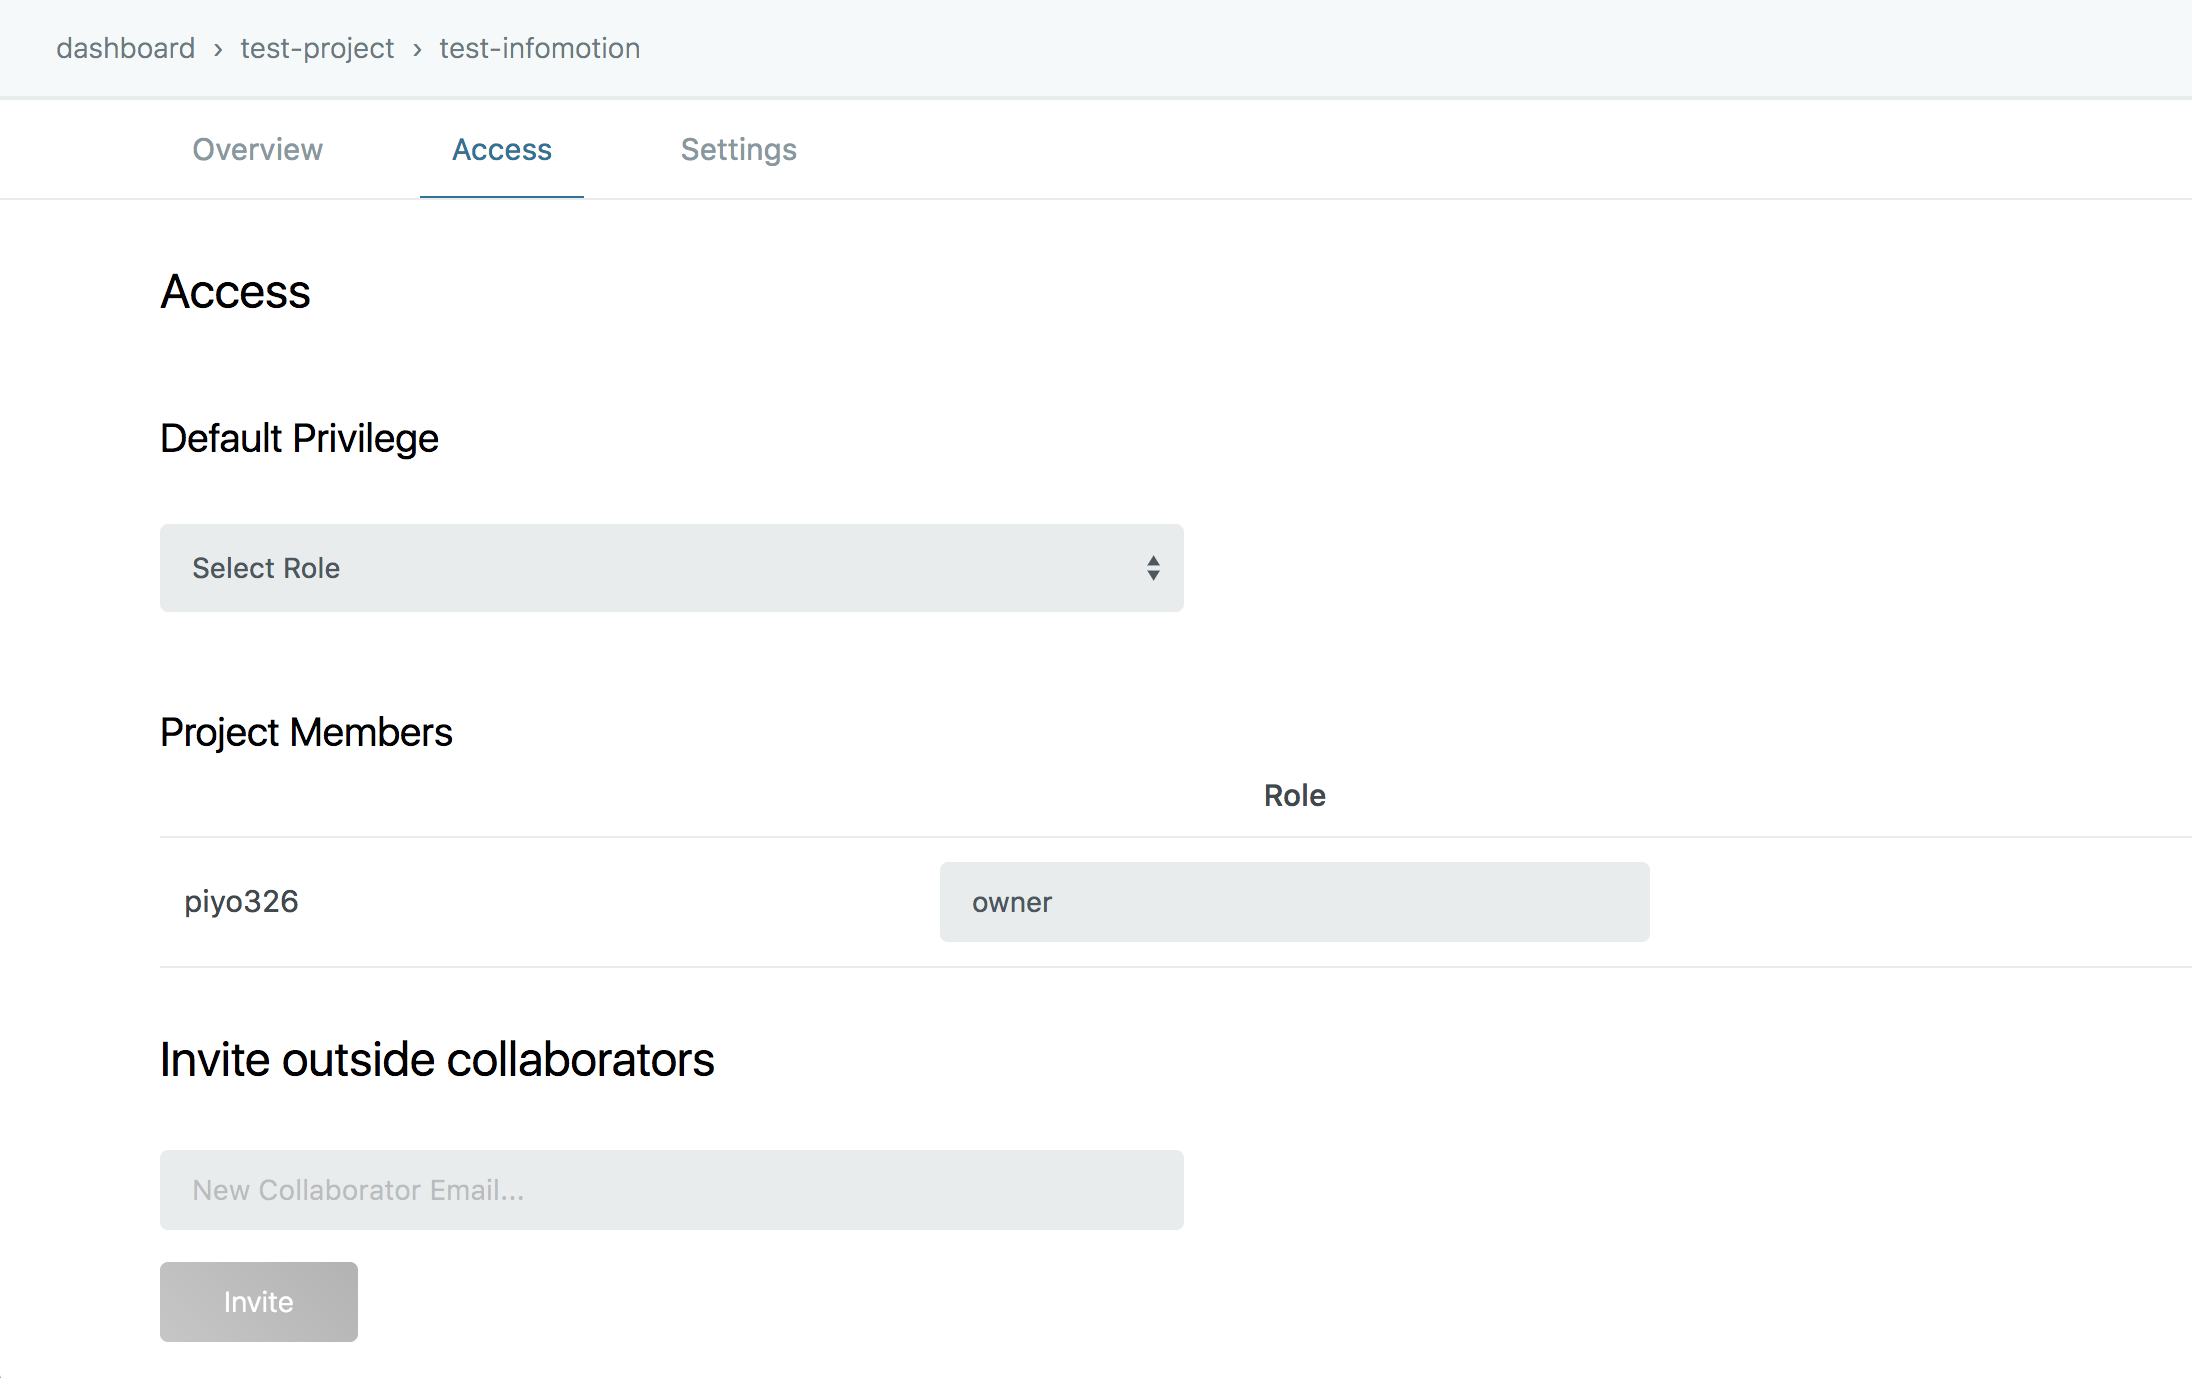 dashboard › test-project › test-infomotion
Overview Access Settings
Access
Default Privilege
Select Role
Project Members
Role
piyo326 owner
Invite outside collaborators
New Collaborator Email...
Invite